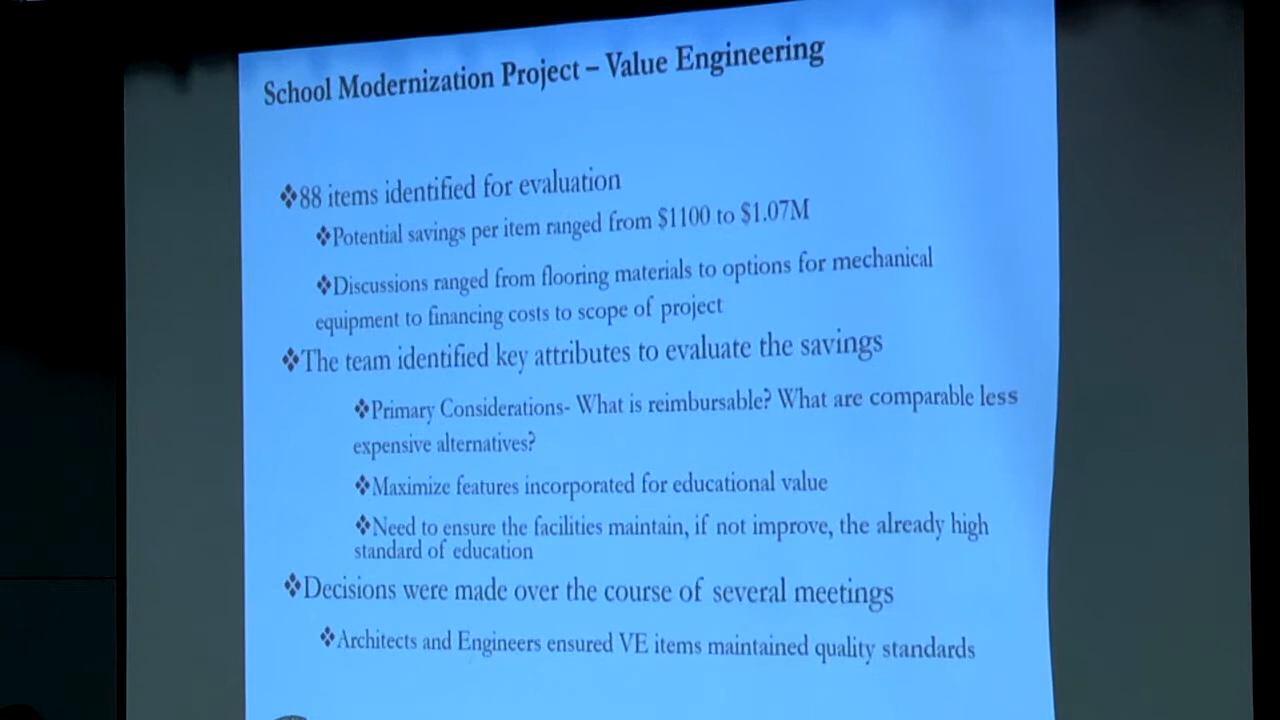 School Modernization Project – Value Engineering
❖88 items identified for evaluation
❖Potential savings per item ranged from $1100 to $1.07M
❖Discussions ranged from flooring materials to options for mechanical
equipment to financing costs to scope of project
❖The team identified key attributes to evaluate the savings
❖Primary Considerations- What is reimbursable? What are comparable less
expensive alternatives?
❖Maximize features incorporated for educational value
❖Need to ensure the facilities maintain, if not improve, the already high
standard of education
❖Decisions were made over the course of several meetings
❖Architects and Engineers ensured VE items maintained quality standards